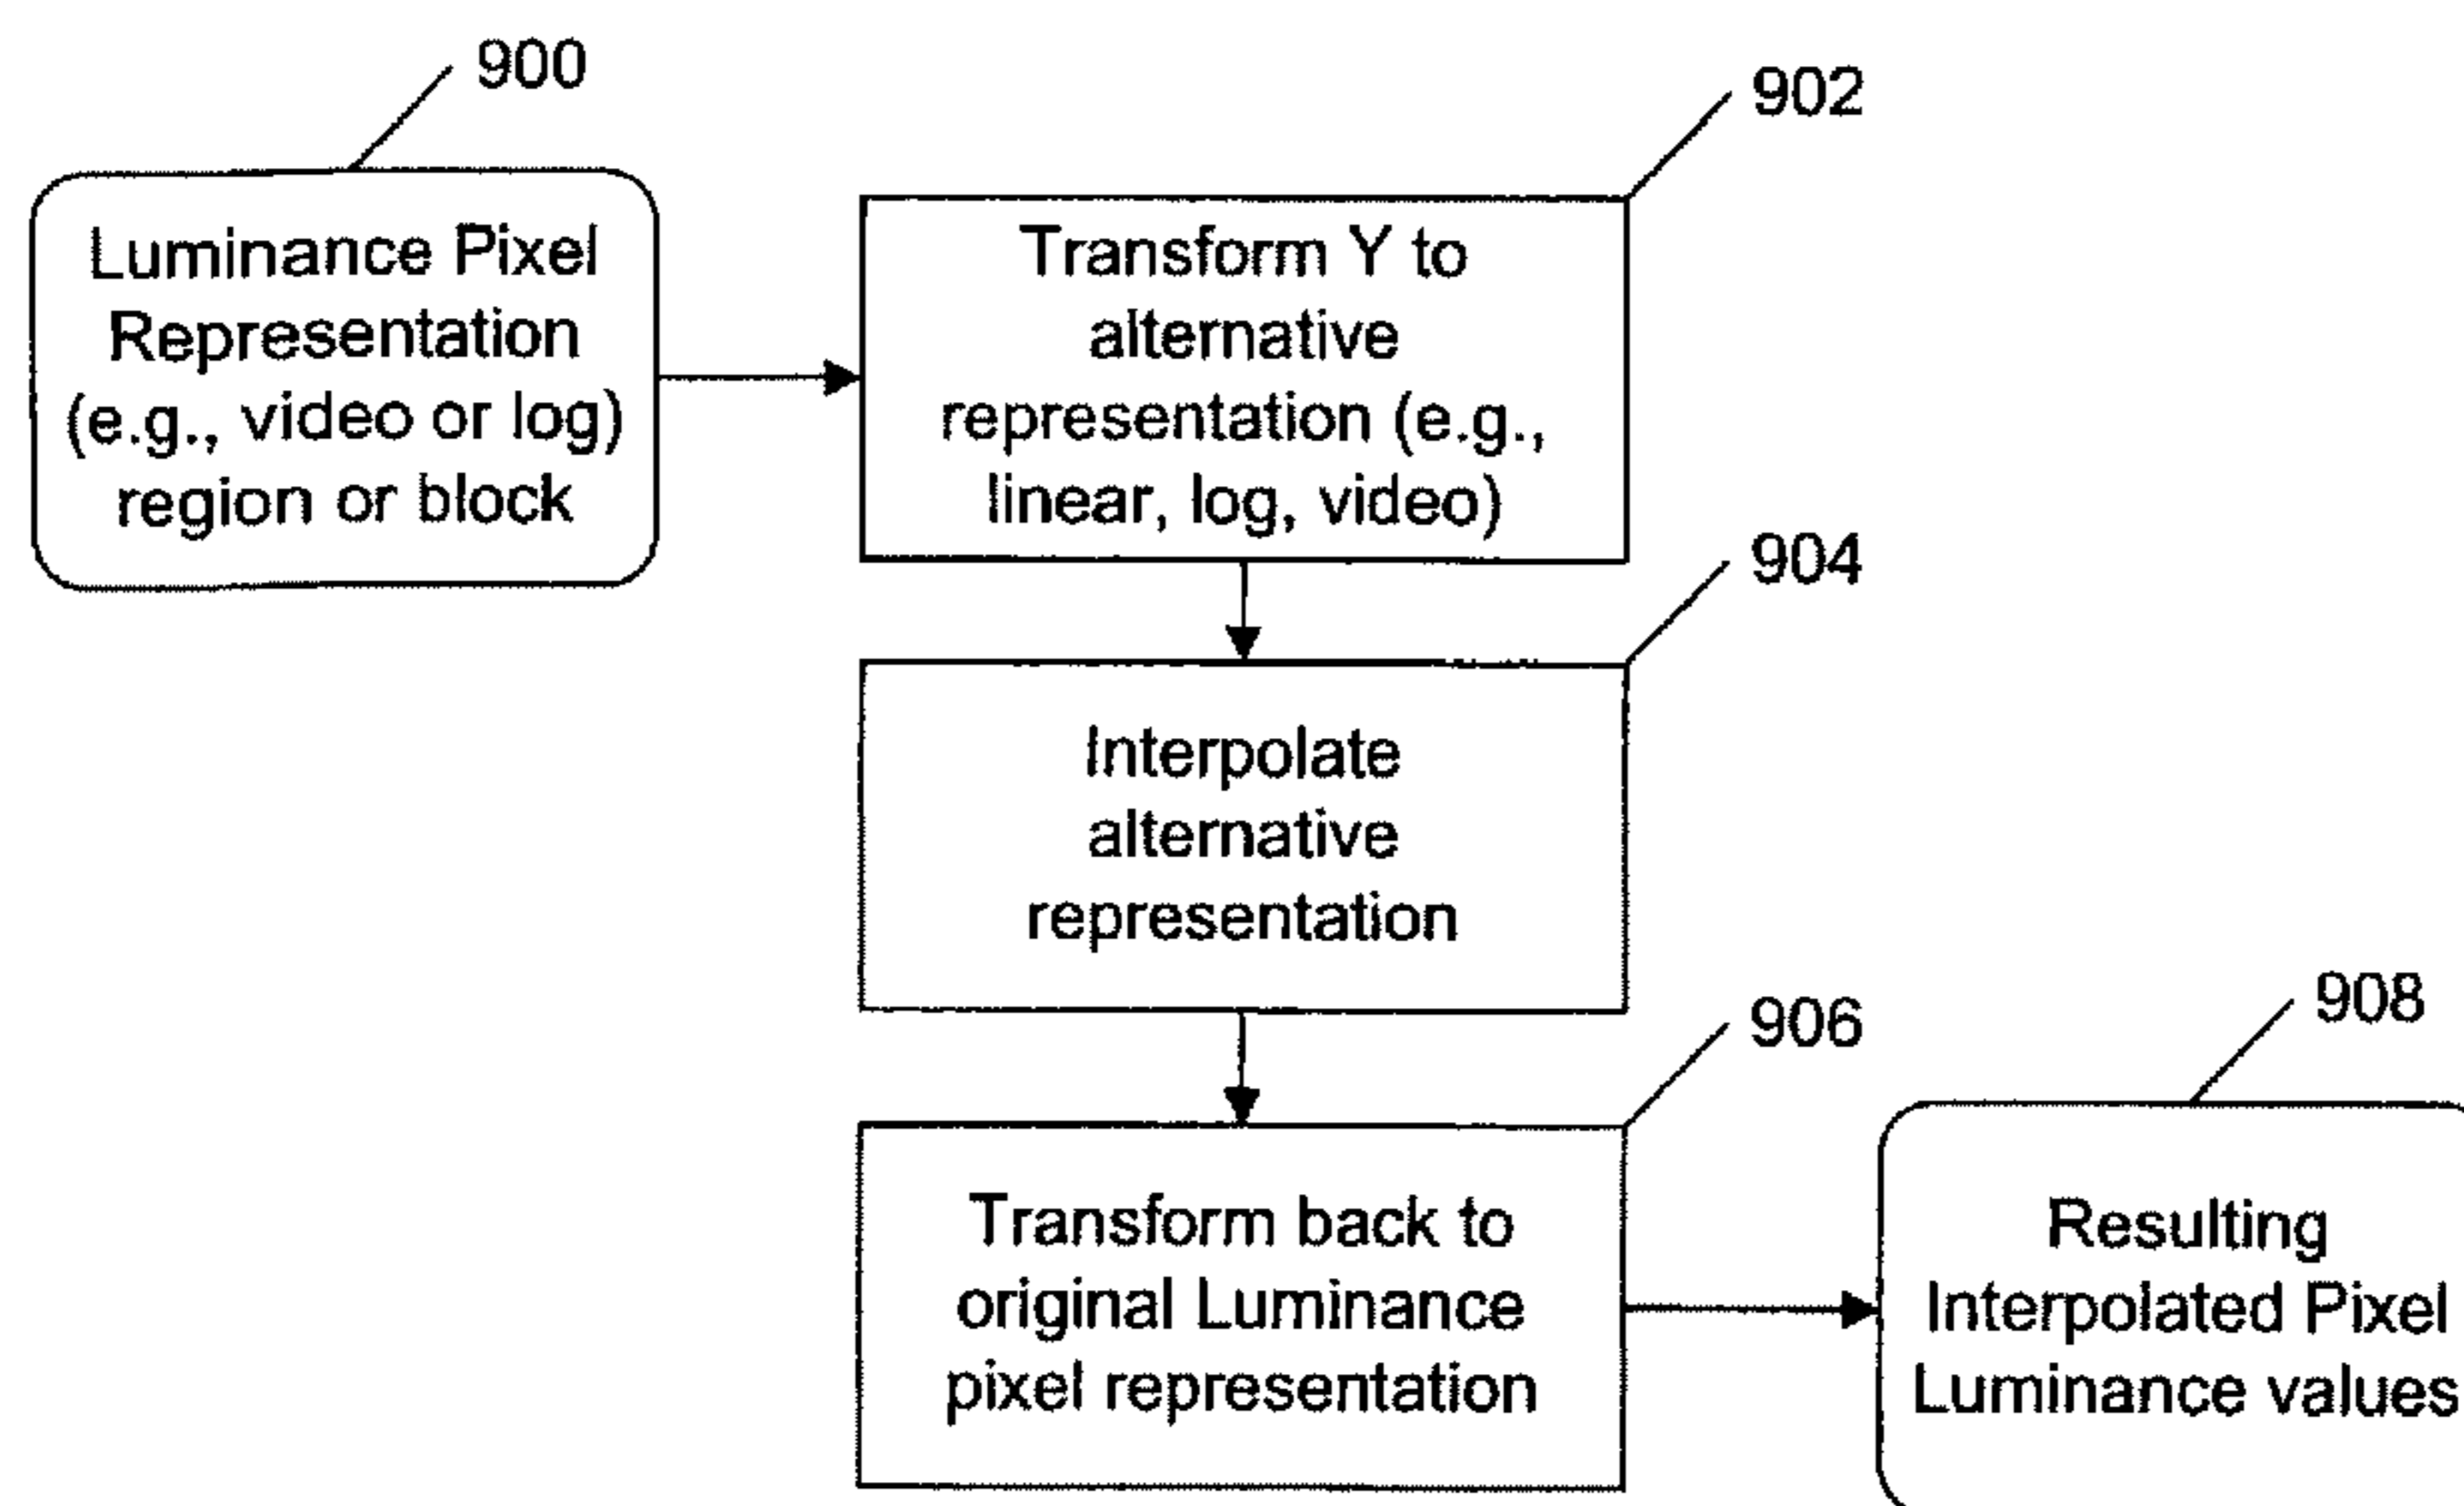 900
Luminance Pixel
Representation
(e.g., video or log)
region or block
902
Transform Y to
alternative
representation (e.g.,
linear, log, video)
904
Interpolate
alternative
representation
906
Transform back to
original Luminance
pixel representation
908
Resulting
Interpolated Pixel
Luminance values